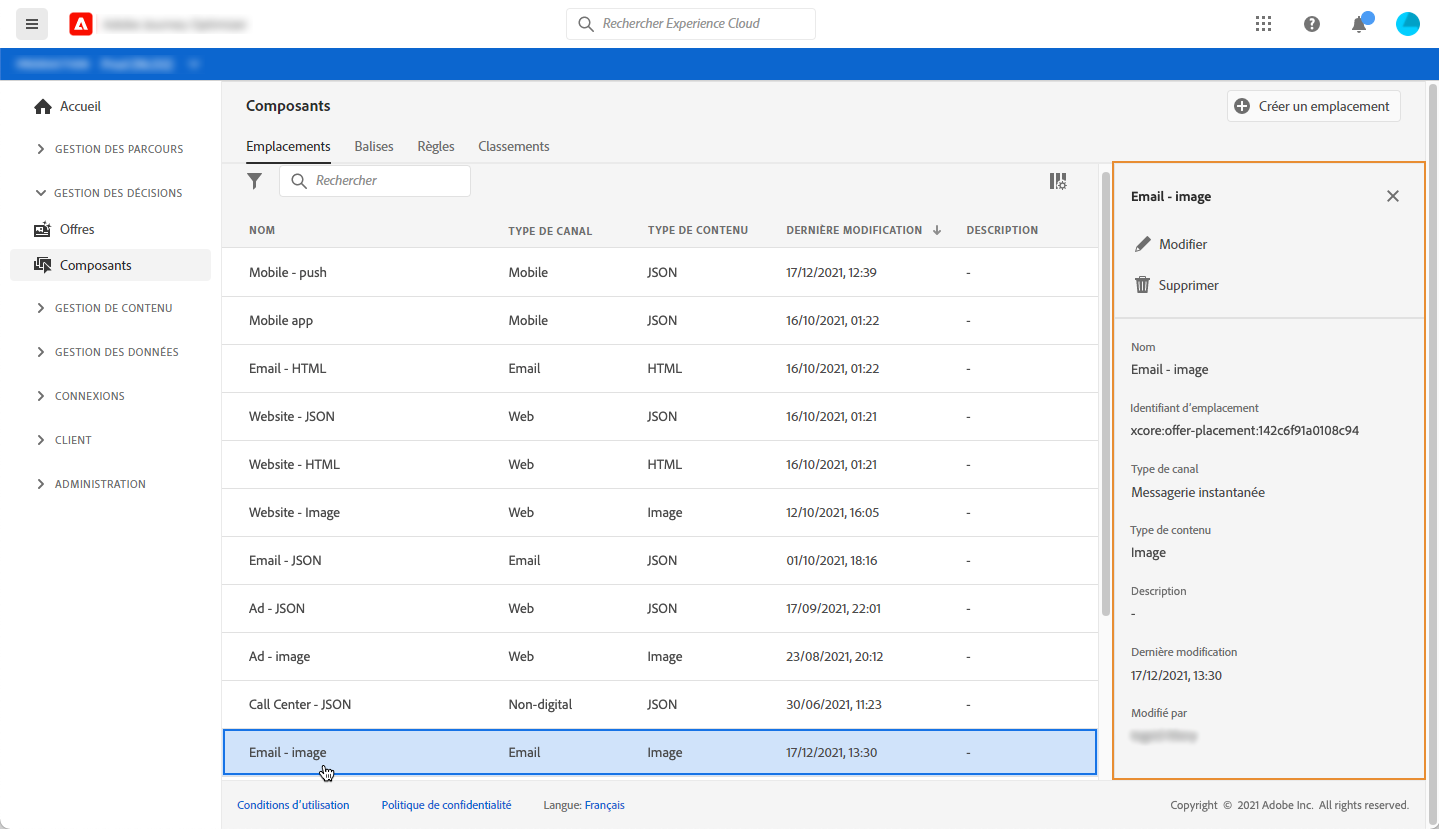 Rechercher Experience Cloud
Accueil
GESTION DES PARCOURS
GESTION DES DÉCISIONS
Offres
Composants
GESTION DE CONTENU
GESTION DES DONNÉES
CONNEXIONS
CLIENT
ADMINISTRATION
Composants
Créer un emplacement
Emplacements Balises Règles Classements
Rechercher
NOM TYPE DE CANAL TYPE DE CONTENU DERNIÈRE MODIFICATION DESCRIPTION
Mobile - push Mobile JSON 17/12/2021, 12:39 -
Mobile app Mobile JSON 16/10/2021, 01:22 -
Email - HTML Email HTML 16/10/2021, 01:22 -
Website - JSON Web JSON 16/10/2021, 01:21 -
Website - HTML Web HTML 16/10/2021, 01:21 -
Website - Image Web Image 12/10/2021, 16:05 -
Email - JSON Email JSON 01/10/2021, 18:16 -
Ad - JSON Web JSON 17/09/2021, 22:01 -
Ad - image Web Image 23/08/2021, 20:12 -
Call Center - JSON Non-digital JSON 30/06/2021, 11:23 -
Email - image Email Image 17/12/2021, 13:30 -
Email - image
Modifier
Supprimer
Nom
Email - image
Identifiant d'emplacement
xcore:offer-placement:142c6f91a0108c94
Type de canal
Messagerie instantanée
Type de contenu
Image
Description
-
Dernière modification
17/12/2021, 13:30
Modifié par
Conditions d'utilisation Politique de confidentialité Langue: Français Copyright © 2021 Adobe Inc. All rights reserved.